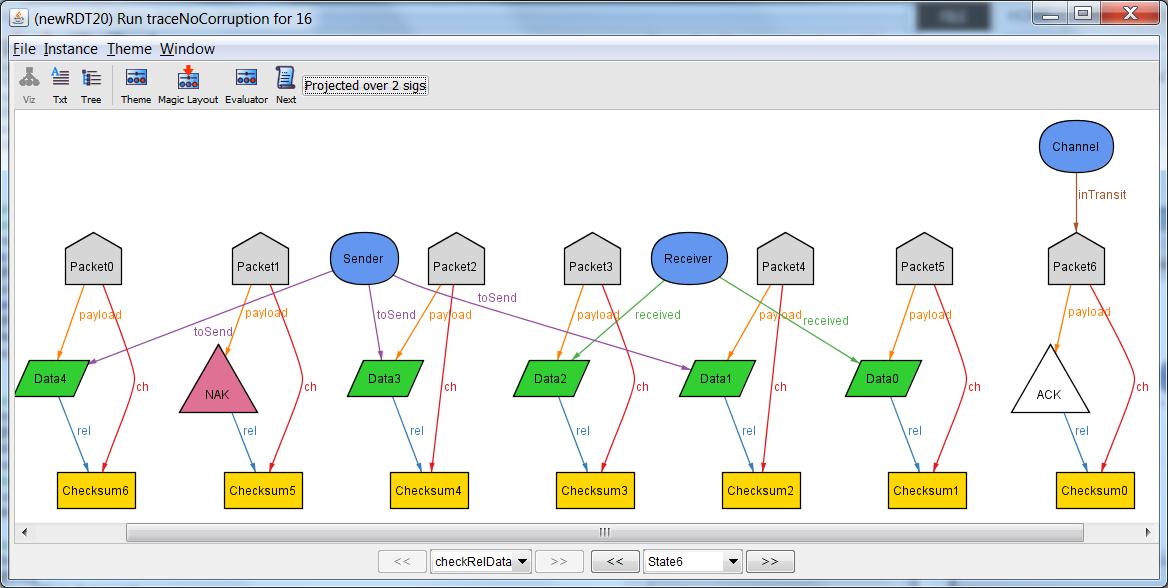 (newRDT20) Run traceNoCorruption for 16
File Instance Theme Window
Viz Txt Tree Theme Magic Layout Evaluator Next Projected over 2 sigs
Channel
inTransit
Packet0 Packet1 Sender Packet2 Packet3 Receiver Packet4 Packet5 Packet6
toSend
payload toSend payload toSend payload payload received payload received payload payload
Data4 NAK Data3 Data2 Data1 Data0 ACK
ch ch ch ch ch ch ch
rel rel rel rel rel rel rel
Checksum6 Checksum5 Checksum4 Checksum3 Checksum2 Checksum1 Checksum0
<< checkRelData >> << State6 >>